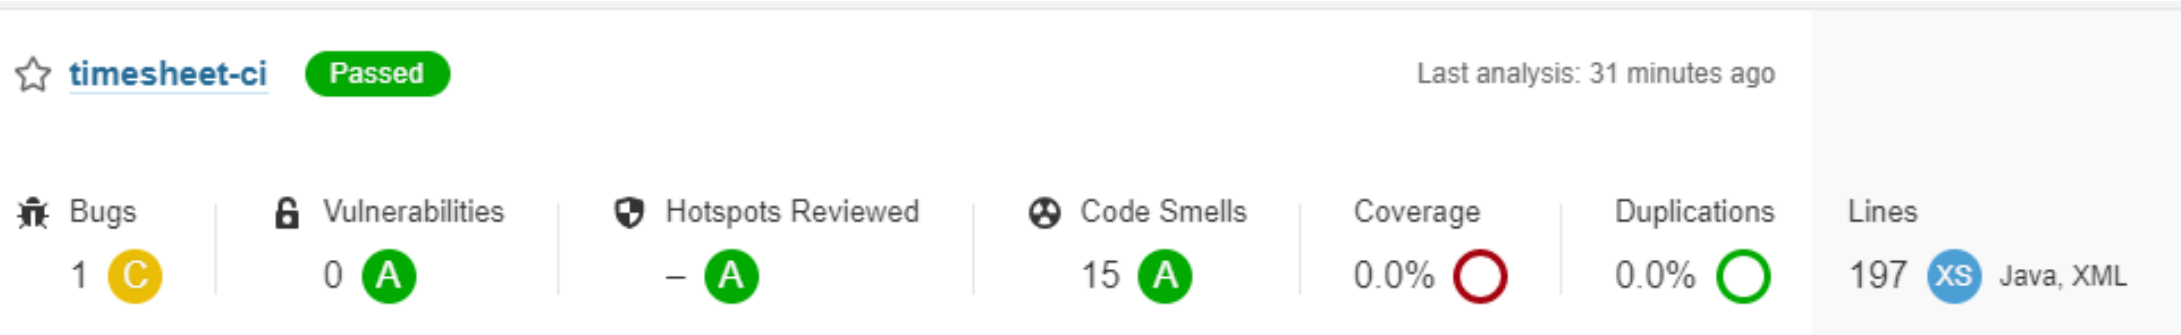 timesheet-ci Passed Last analysis: 31 minutes ago
Bugs Vulnerabilities Hotspots Reviewed Code Smells Coverage Duplications Lines
1 C 0 A – A 15 A 0.0% 0.0% 197 XS Java, XML